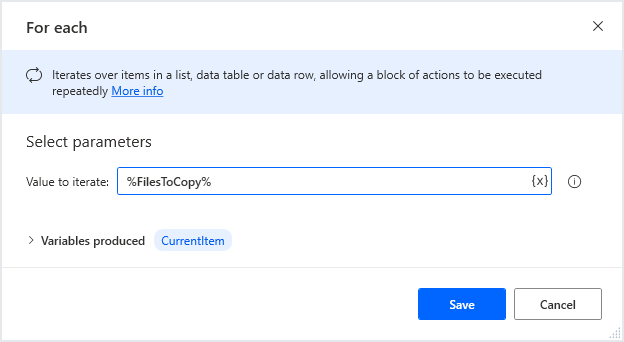 For each
Iterates over items in a list, data table or data row, allowing a block of actions to be executed
repeatedly More info
Select parameters
Value to iterate: %FilesToCopy% {x}
Variables produced CurrentItem
Save Cancel